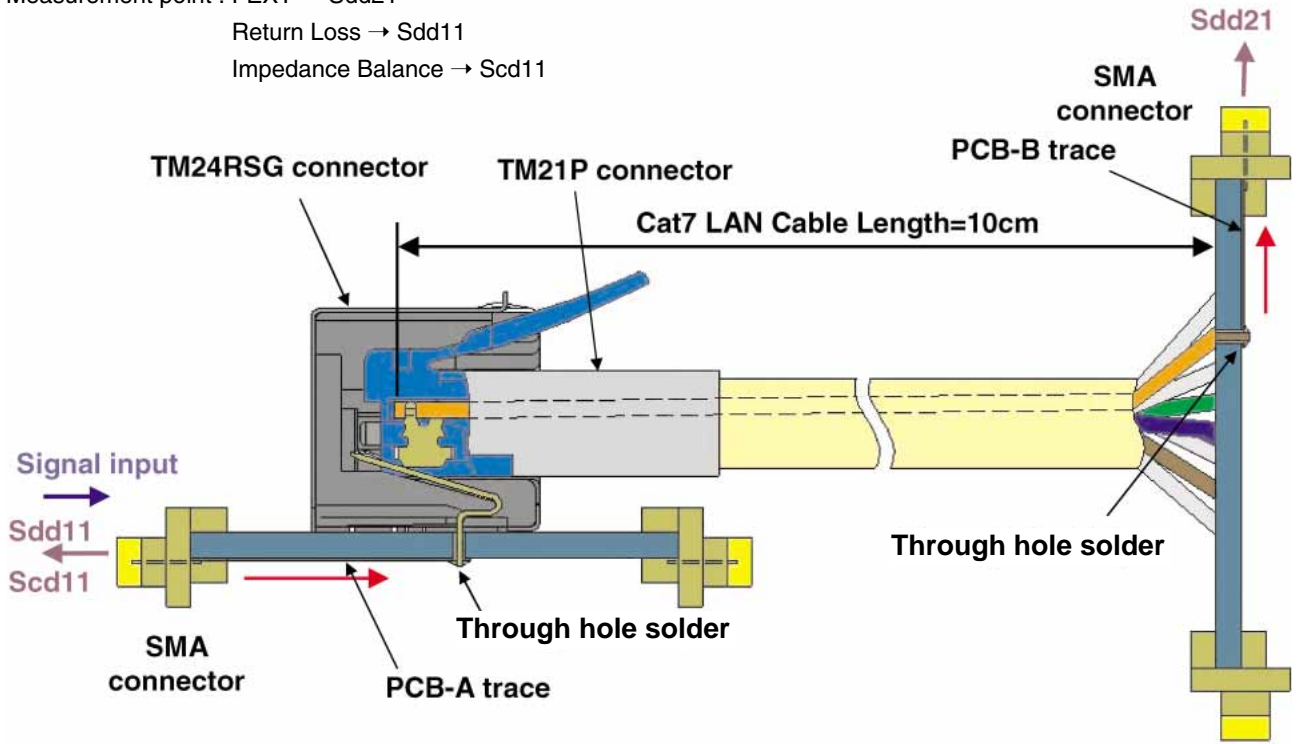 Return Loss → Sdd11
Impedance Balance → Scd11
Sdd21
SMA
connector
PCB-B trace
TM24RSG connector
TM21P connector
Cat7 LAN Cable Length=10cm
Signal input
Sdd11
Scd11
Through hole solder
Through hole solder
SMA
connector
PCB-A trace